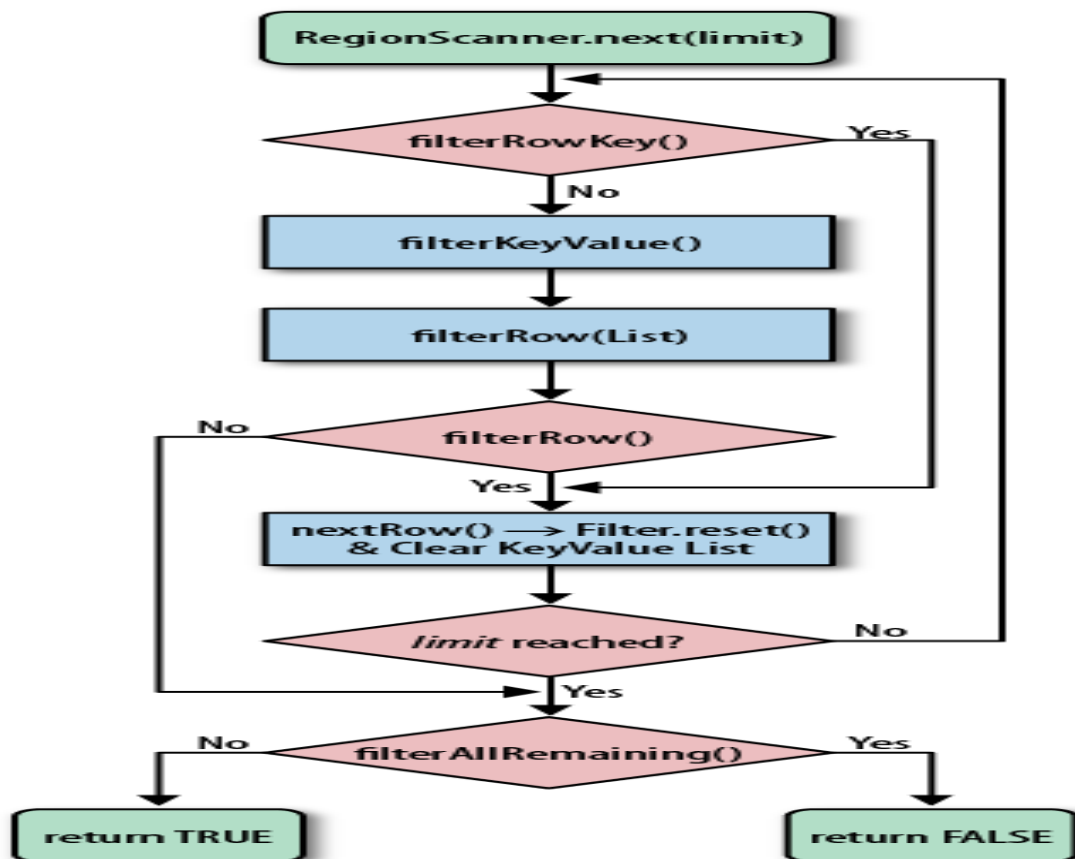 RegionScanner.next(limit)
filterRowKey()
Yes
No
filterKeyValue()
filterRow(List)
No
filterRow()
Yes
nextRow() → Filter.reset()
& Clear KeyValue List
limit reached?
No
Yes
No
filterAllRemaining()
Yes
return TRUE
return FALSE